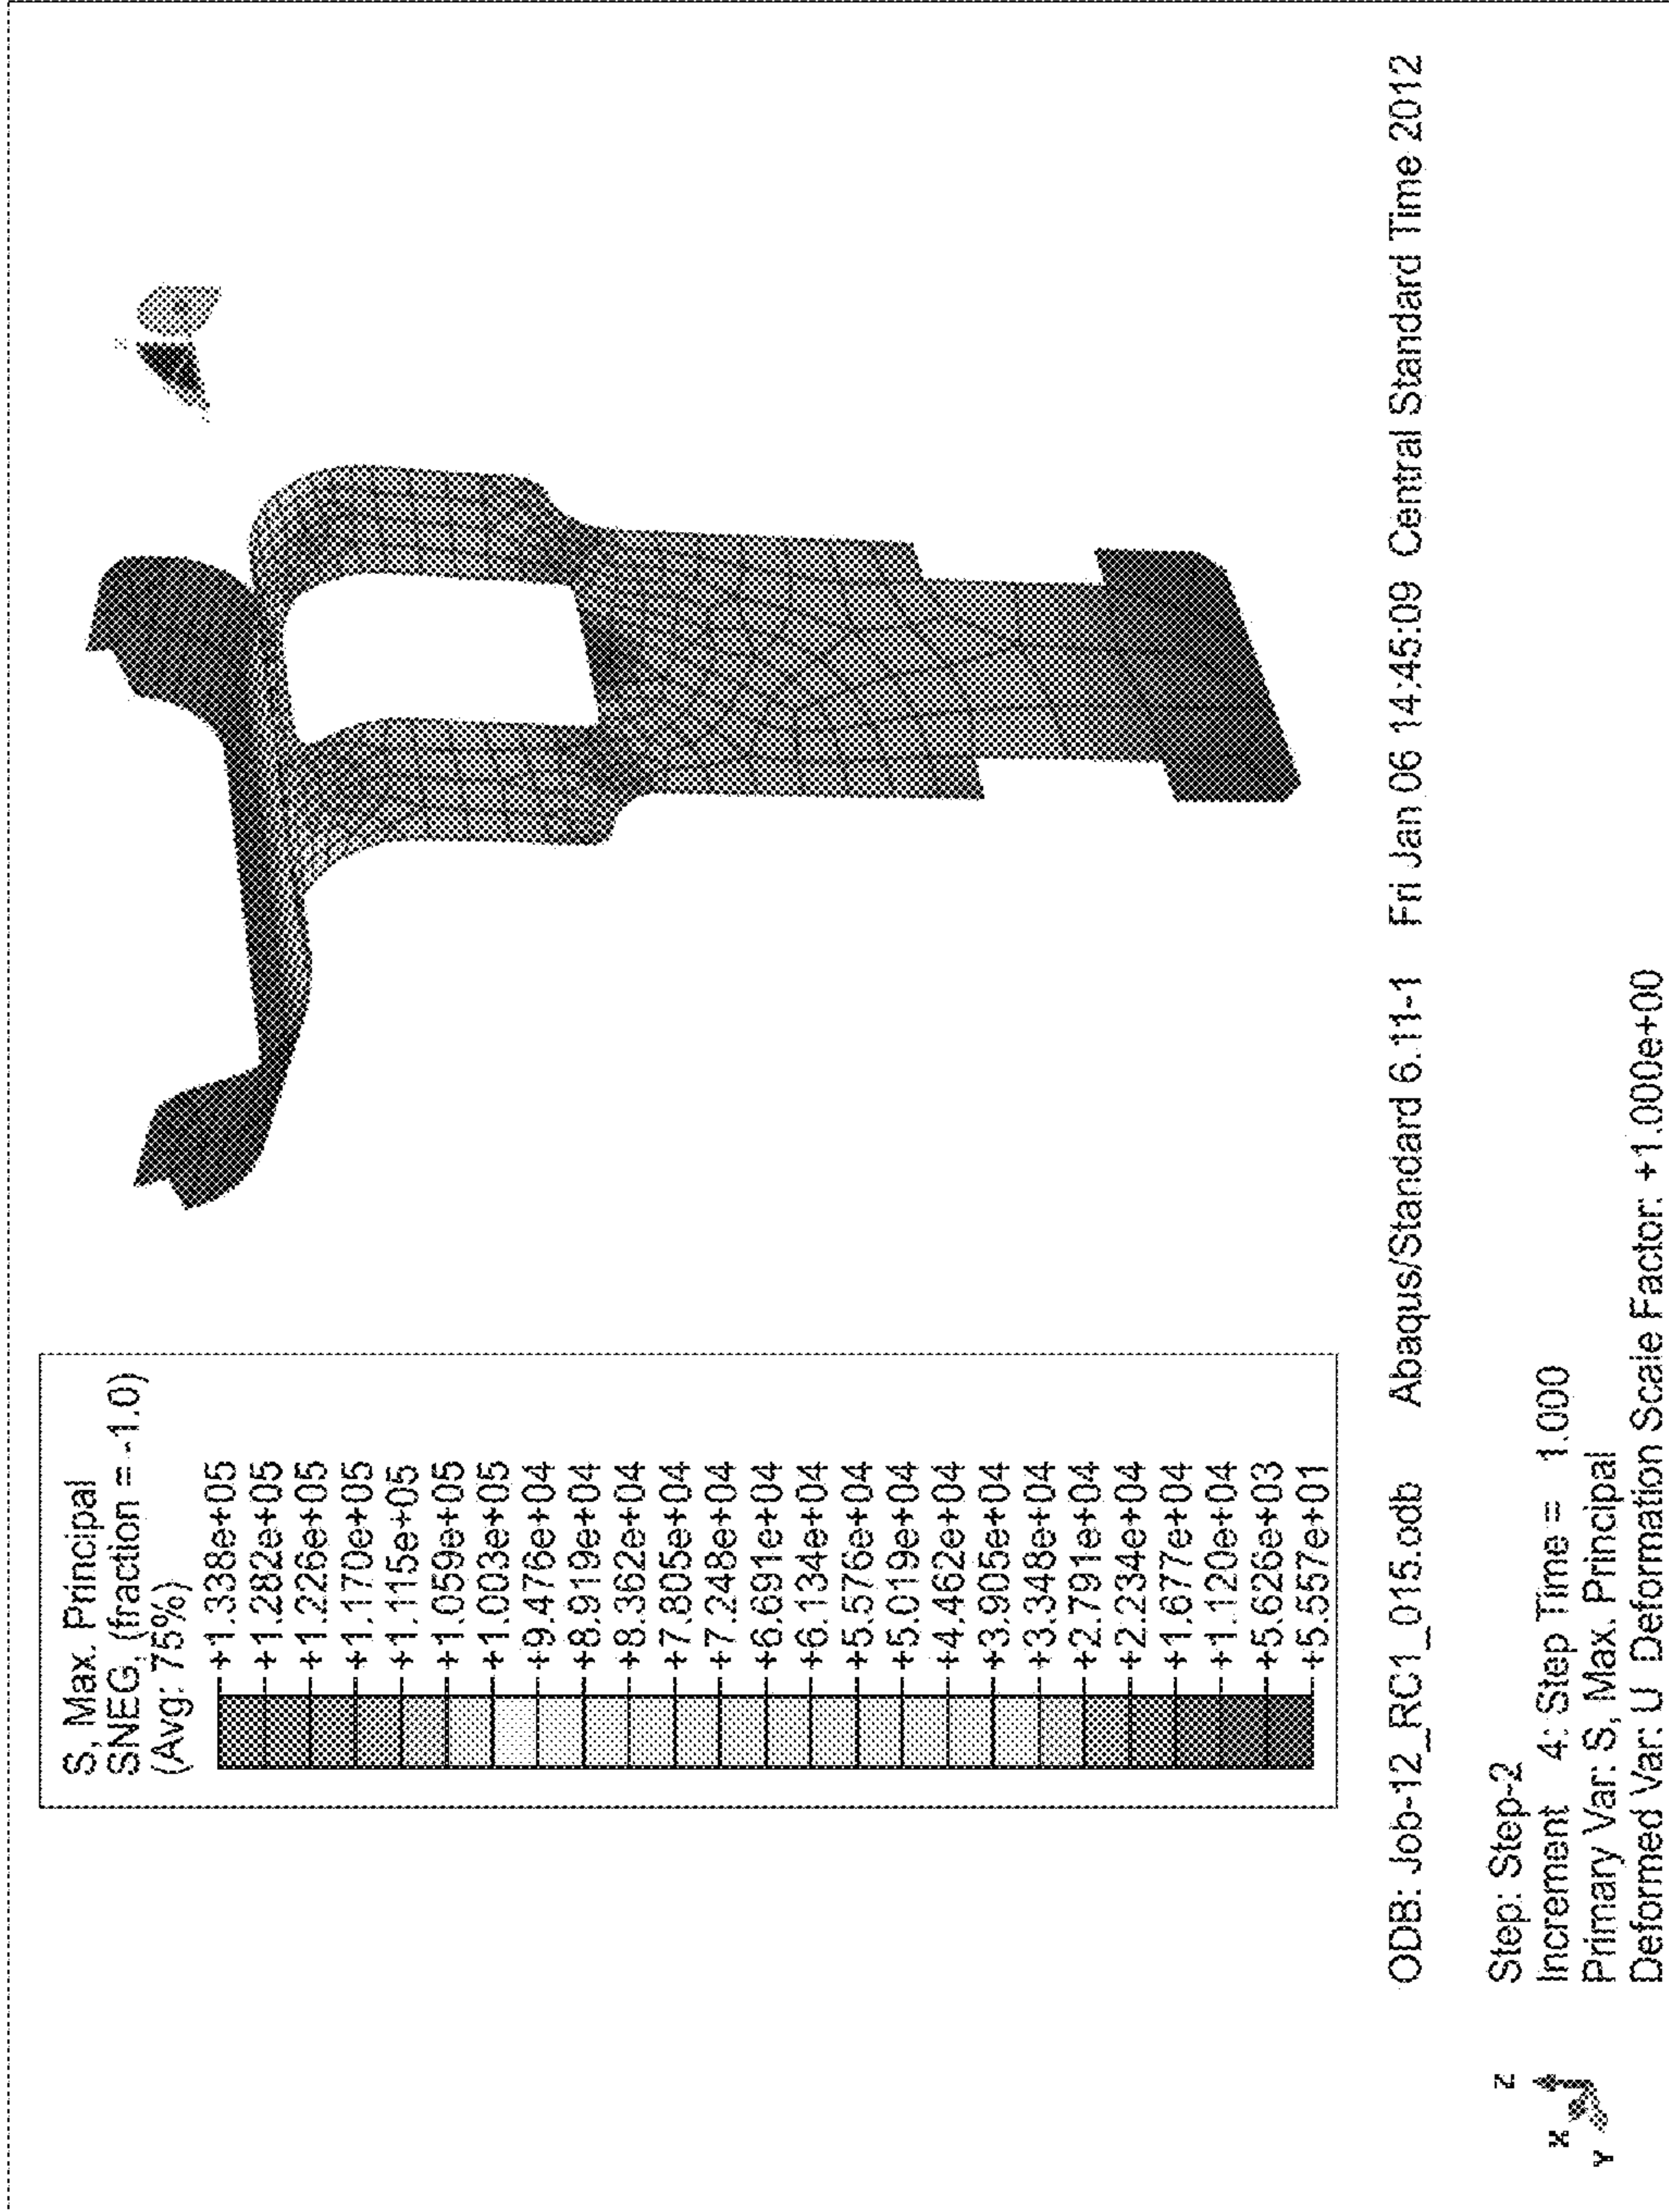 S, Max. Principal
SNEG, (fraction = -1.0)
(Avg: 75%)
+1.338e+05
+1.282e+05
+1.226e+05
+1.170e+05
+1.115e+05
+1.059e+05
+1.003e+05
+9.476e+04
+8.919e+04
+8.362e+04
+7.805e+04
+7.248e+04
+6.691e+04
+6.134e+04
+5.576e+04
+5.019e+04
+4.462e+04
+3.905e+04
+3.348e+04
+2.791e+04
+2.234e+04
+1.677e+04
+1.120e+04
+5.626e+03
+5.557e+01
ODB: Job-12_RC1_015.odb Abaqus/Standard 6.11-1 Fri Jan 06 14:45:09 Central Standard Time 2012
Z
X
Y
Step: Step-2
Increment 4: Step Time = 1.000
Primary Var: S, Max. Principal
Deformed Var: U Deformation Scale Factor: +1.000e+00